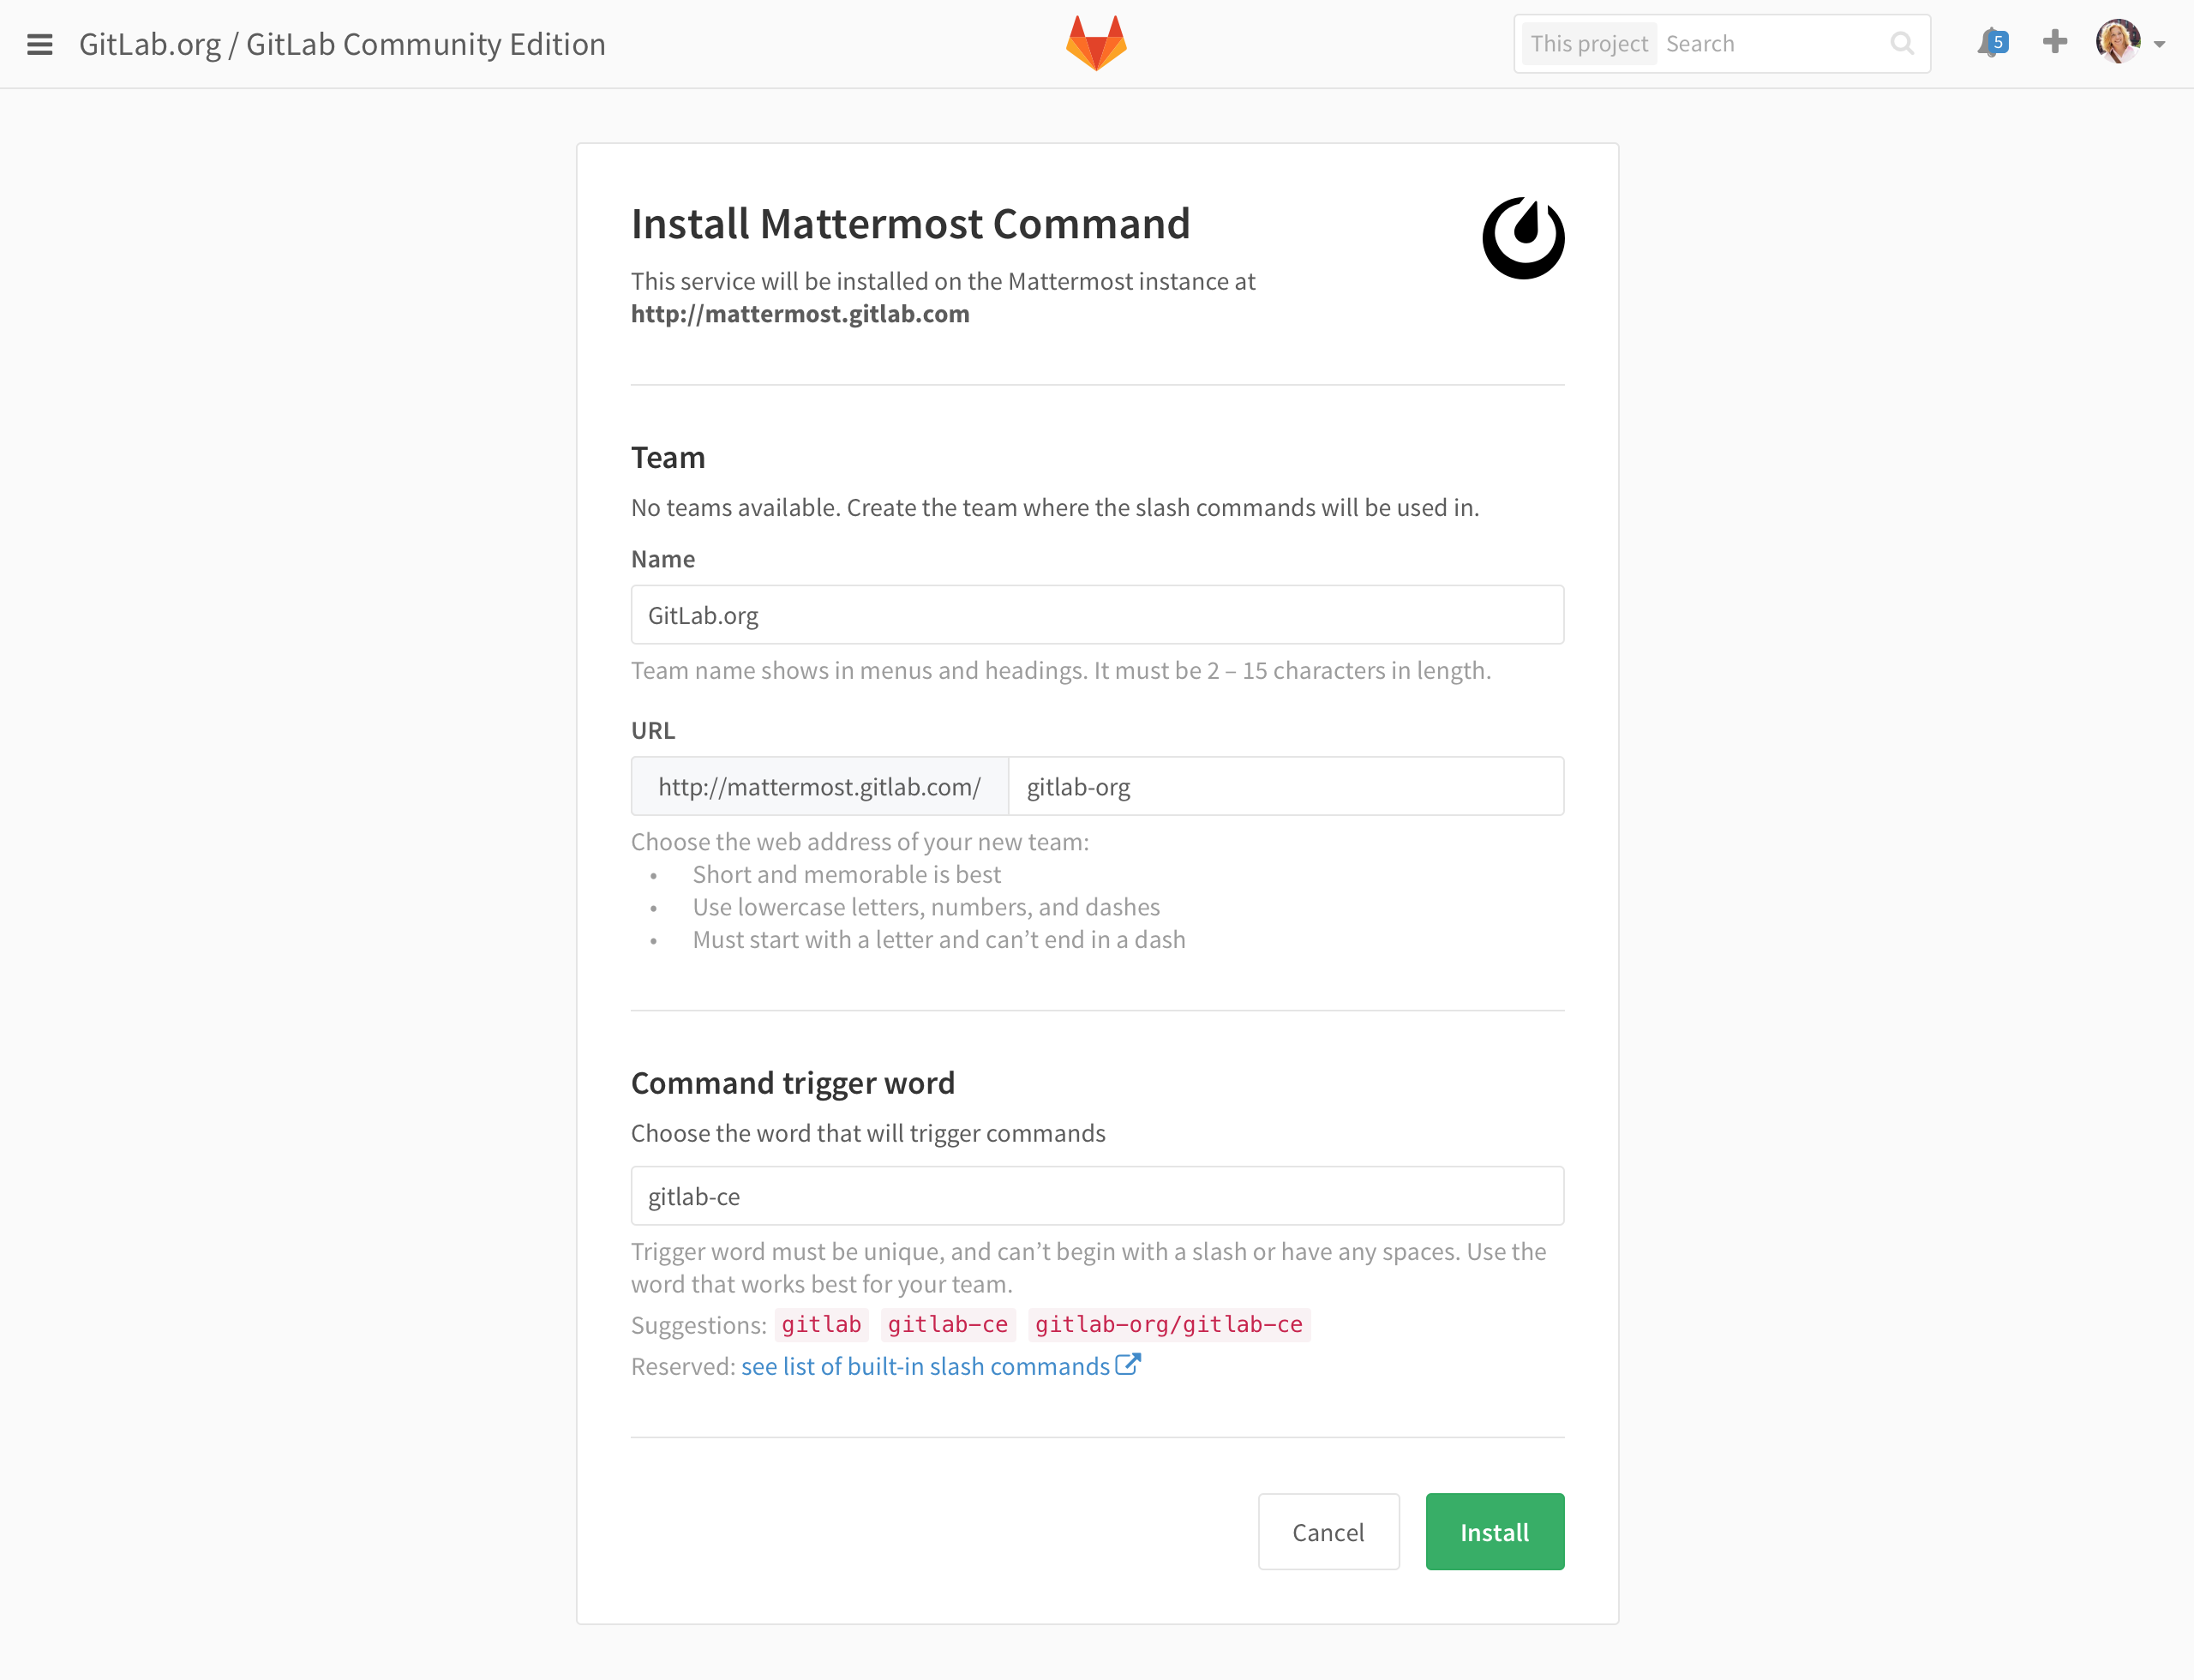 GitLab.org / GitLab Community Edition
This project Search
5
Install Mattermost Command
This service will be installed on the Mattermost instance at
http://mattermost.gitlab.com
Team
No teams available. Create the team where the slash commands will be used in.
Name
GitLab.org
Team name shows in menus and headings. It must be 2 – 15 characters in length.
URL
http://mattermost.gitlab.com/ gitlab-org
Choose the web address of your new team:
• Short and memorable is best
• Use lowercase letters, numbers, and dashes
• Must start with a letter and can’t end in a dash
Command trigger word
Choose the word that will trigger commands
gitlab-ce
Trigger word must be unique, and can’t begin with a slash or have any spaces. Use the
word that works best for your team.
Suggestions: gitlab gitlab-ce gitlab-org/gitlab-ce
Reserved: see list of built-in slash commands
Cancel Install